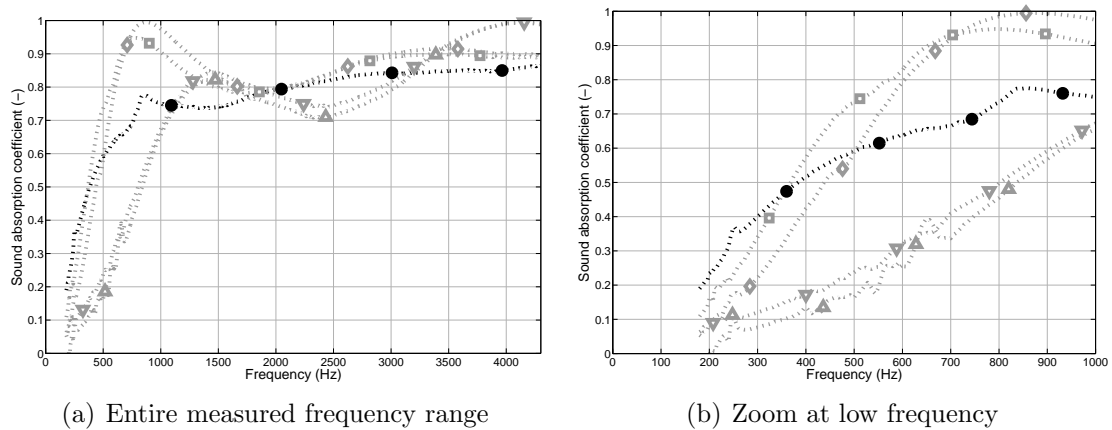 1
0.9
0.8
0.7
0.6
0.5
0.4
0.3
0.2
0.1
0
Sound absorption coefficient (−)
0 500 1000 1500 2000 2500 3000 3500 4000
Frequency (Hz)
(a) Entire measured frequency range
1
0.9
0.8
0.7
0.6
0.5
0.4
0.3
0.2
0.1
0
Sound absorption coefficient (−)
0 100 200 300 400 500 600 700 800 900 1000
Frequency (Hz)
(b) Zoom at low frequency